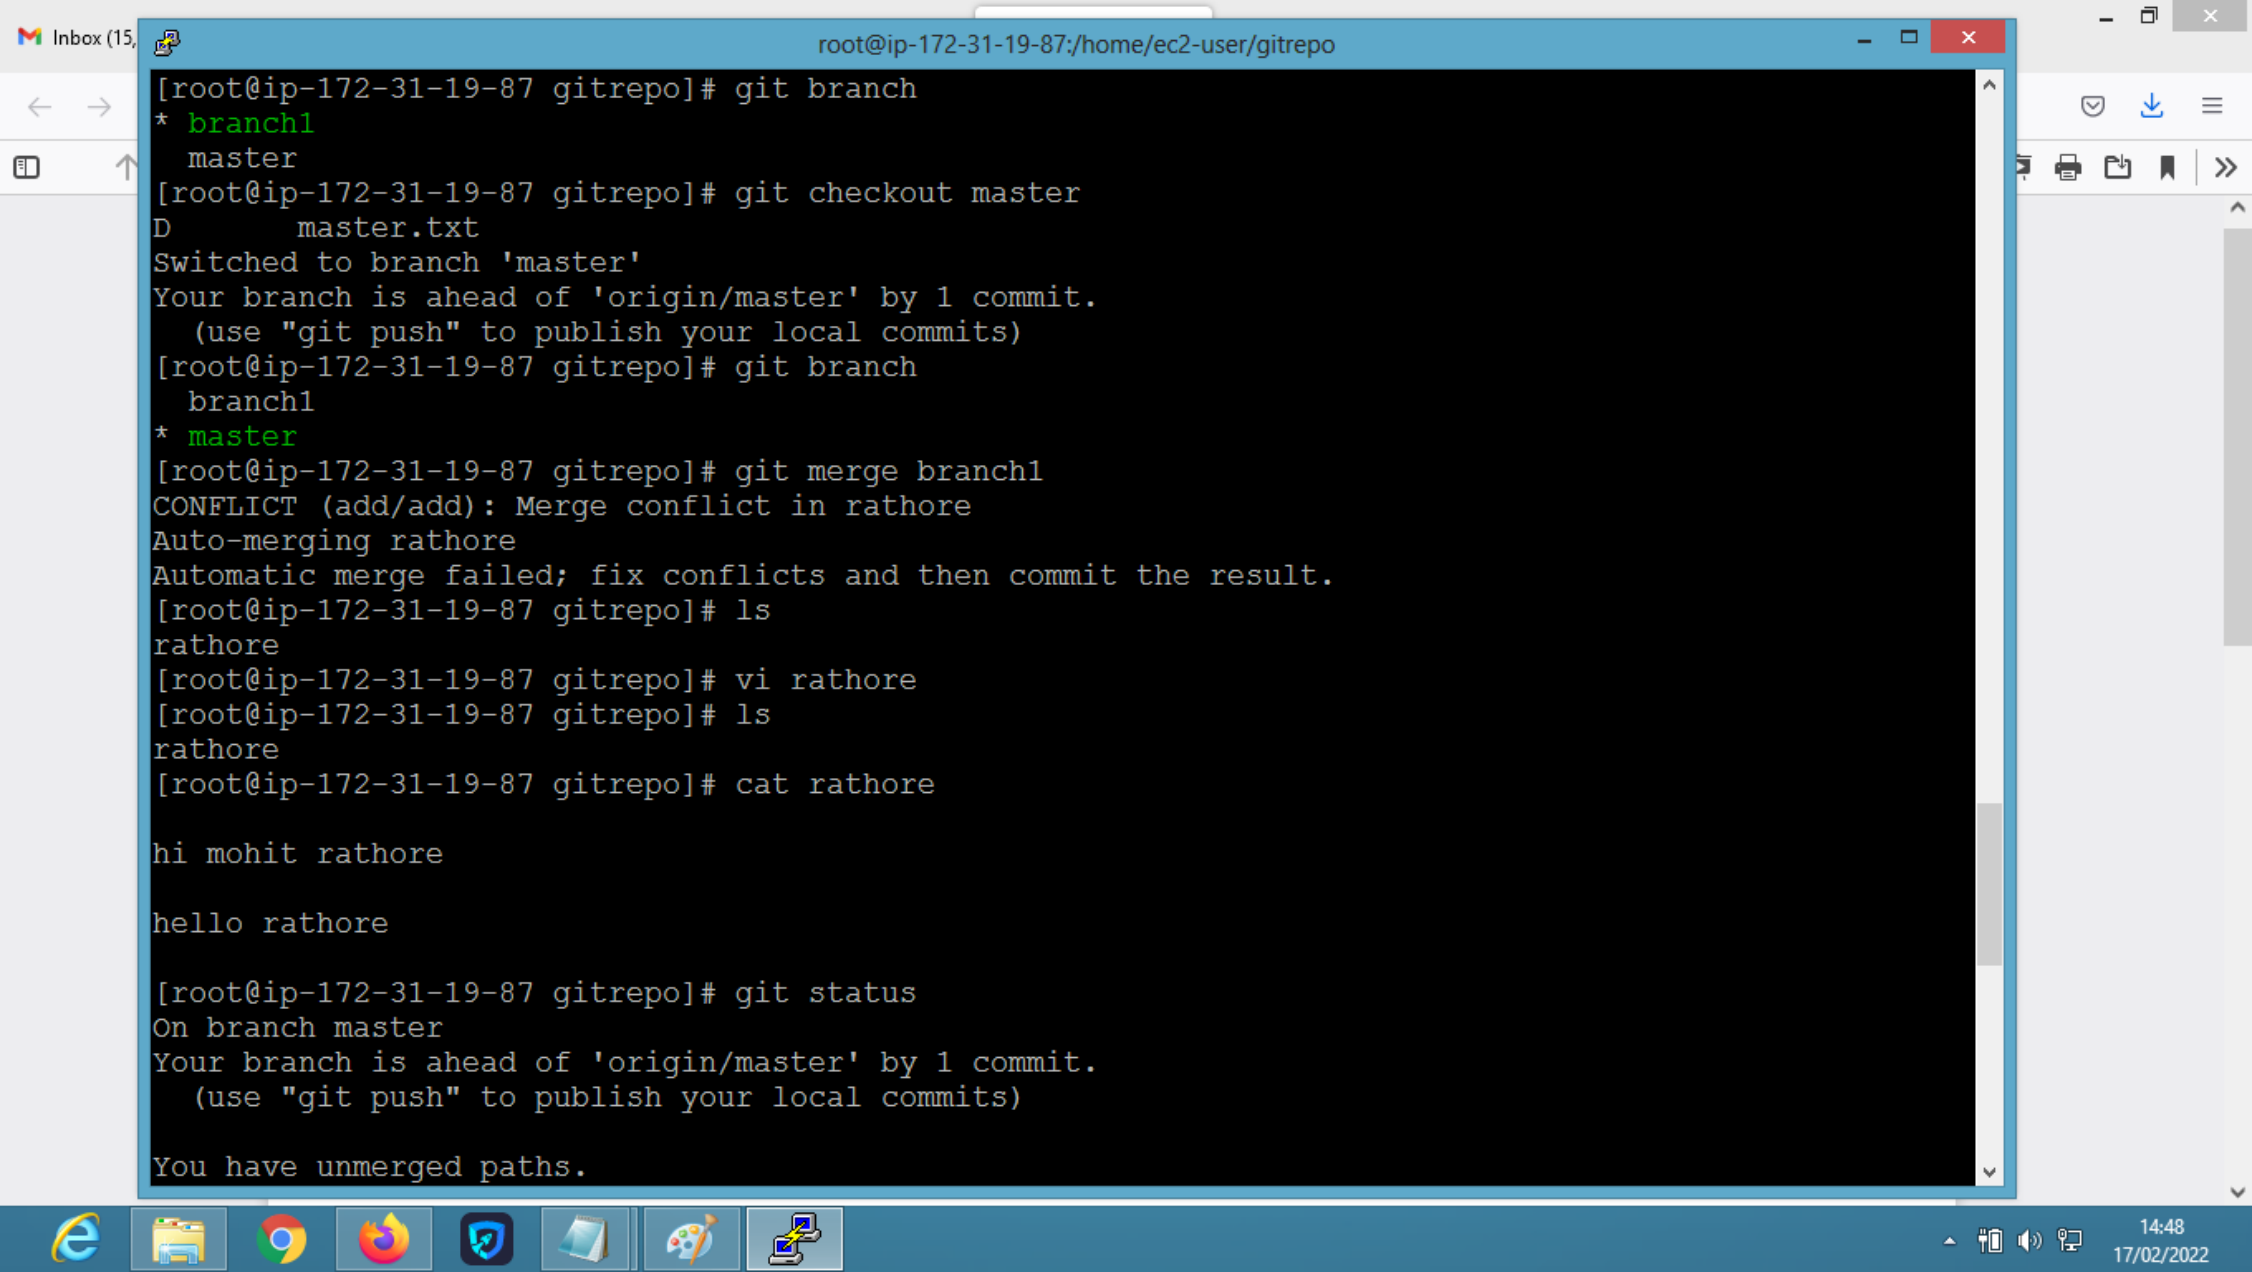 Inbox (15,
root@ip-172-31-19-87:/home/ec2-user/gitrepo
[root@ip-172-31-19-87 gitrepo]# git branch
* branch1
  master
[root@ip-172-31-19-87 gitrepo]# git checkout master
D       master.txt
Switched to branch 'master'
Your branch is ahead of 'origin/master' by 1 commit.
  (use "git push" to publish your local commits)
[root@ip-172-31-19-87 gitrepo]# git branch
  branch1
* master
[root@ip-172-31-19-87 gitrepo]# git merge branch1
CONFLICT (add/add): Merge conflict in rathore
Auto-merging rathore
Automatic merge failed; fix conflicts and then commit the result.
[root@ip-172-31-19-87 gitrepo]# ls
rathore
[root@ip-172-31-19-87 gitrepo]# vi rathore
[root@ip-172-31-19-87 gitrepo]# ls
rathore
[root@ip-172-31-19-87 gitrepo]# cat rathore
hi mohit rathore
hello rathore
[root@ip-172-31-19-87 gitrepo]# git status
On branch master
Your branch is ahead of 'origin/master' by 1 commit.
  (use "git push" to publish your local commits)
You have unmerged paths.
14:48
17/02/2022